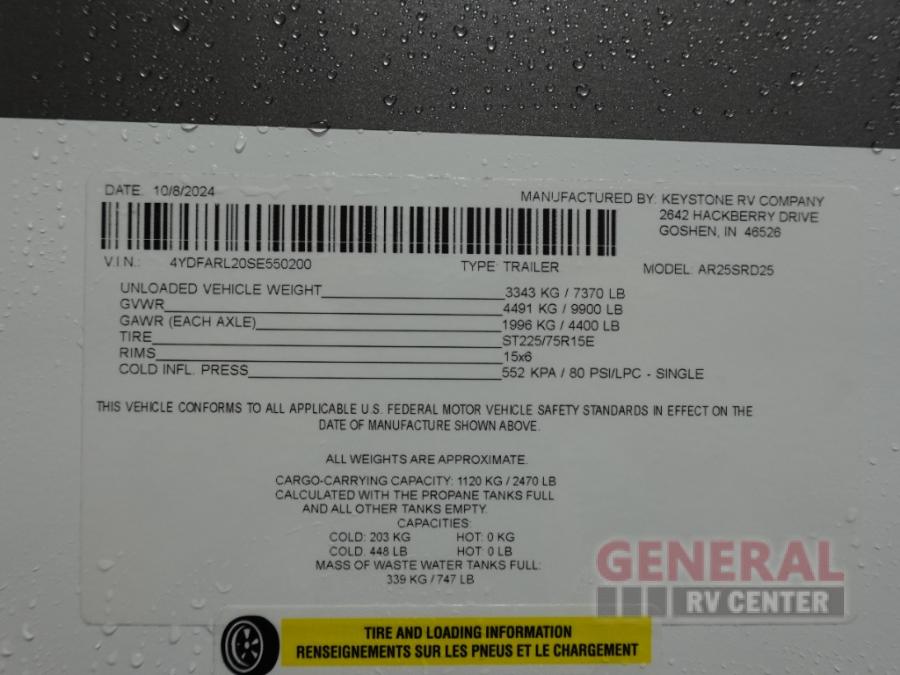 DATE. 10/8/2024
MANUFACTURED BY: KEYSTONE RV COMPANY
2642 HACKBERRY DRIVE
GOSHEN, IN 46526
V.I.N.: 4YDFARL20SE550200 TYPE: TRAILER MODEL: AR25SRD25
UNLOADED VEHICLE WEIGHT 3343 KG / 7370 LB
GVWR 4491 KG / 9900 LB
GAWR (EACH AXLE) 1996 KG / 4400 LB
TIRE ST225/75R15E
RIMS 15x6
COLD INFL. PRESS 552 KPA / 80 PSI/LPC - SINGLE
THIS VEHICLE CONFORMS TO ALL APPLICABLE U.S. FEDERAL MOTOR VEHICLE SAFETY STANDARDS IN EFFECT ON THE
DATE OF MANUFACTURE SHOWN ABOVE.
ALL WEIGHTS ARE APPROXIMATE.
CARGO-CARRYING CAPACITY: 1120 KG / 2470 LB
CALCULATED WITH THE PROPANE TANKS FULL
AND ALL OTHER TANKS EMPTY.
CAPACITIES:
COLD: 203 KG HOT: 0 KG
COLD. 448 LB HOT: 0 LB
MASS OF WASTE WATER TANKS FULL:
339 KG / 747 LB
GENERAL
RV CENTER
TIRE AND LOADING INFORMATION
RENSEIGNEMENTS SUR LES PNEUS ET LE CHARGEMENT